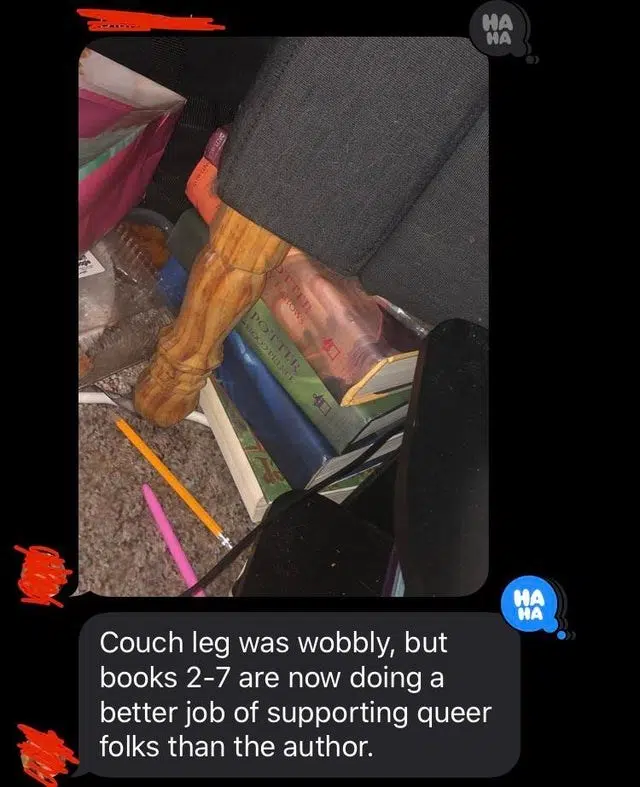 HA
HA
POTTER
POTTER
HA
HA
Couch leg was wobbly, but
books 2-7 are now doing a
better job of supporting queer
folks than the author.